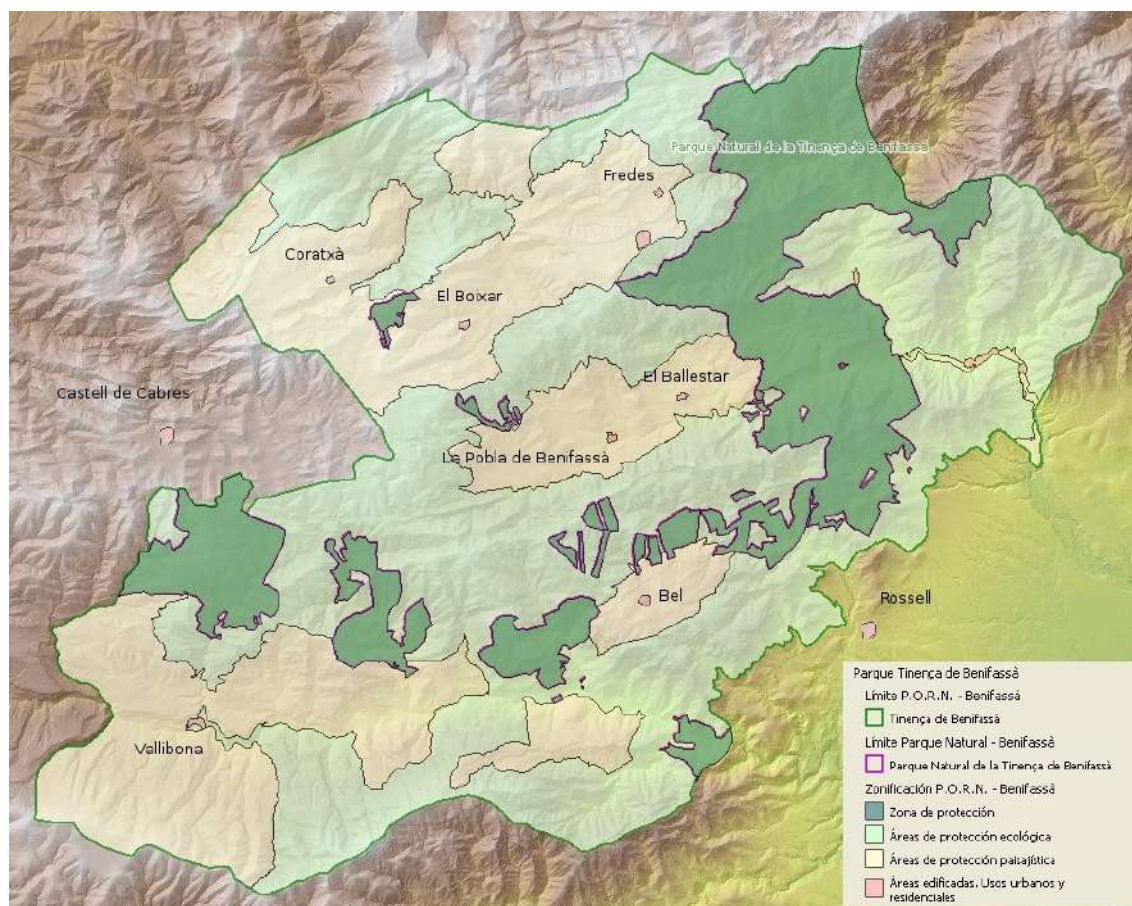 Parque Natural de la Tinença de Benifassà
Fredes
Coratxà
El Boixar
Castell de Cabres
El Ballestar
La Pobla de Benifassà
Bel
Rossell
Vallibona
Parque Tinença de Benifassà
Límite P.O.R.N. - Benifassà
Tinença de Benifassà
Límite Parque Natural - Benifassà
Parque Natural de la Tinença de Benifassà
Zonificación P.O.R.N. - Benifassà
Zona de protección
Áreas de protección ecológica
Áreas de protección paisajística
Áreas edificadas. Usos urbanos y
residenciales